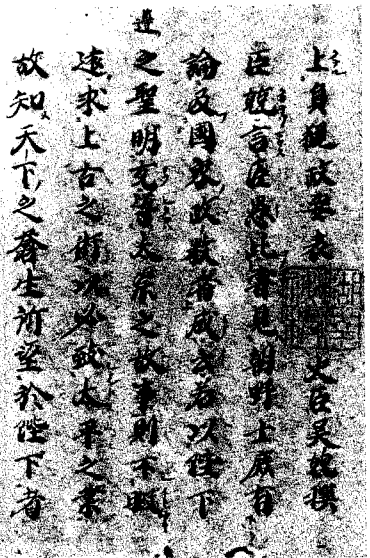 上貞觀政要表 史臣吳兢撰
臣兢言臣愚比嘗見朝野士庶有
論及國家政教者咸云若以陛下
遵
之聖明克太宗之故事則不暇
遠求上古之術必致太平之業
故知天下之蒼生所望於陛下者